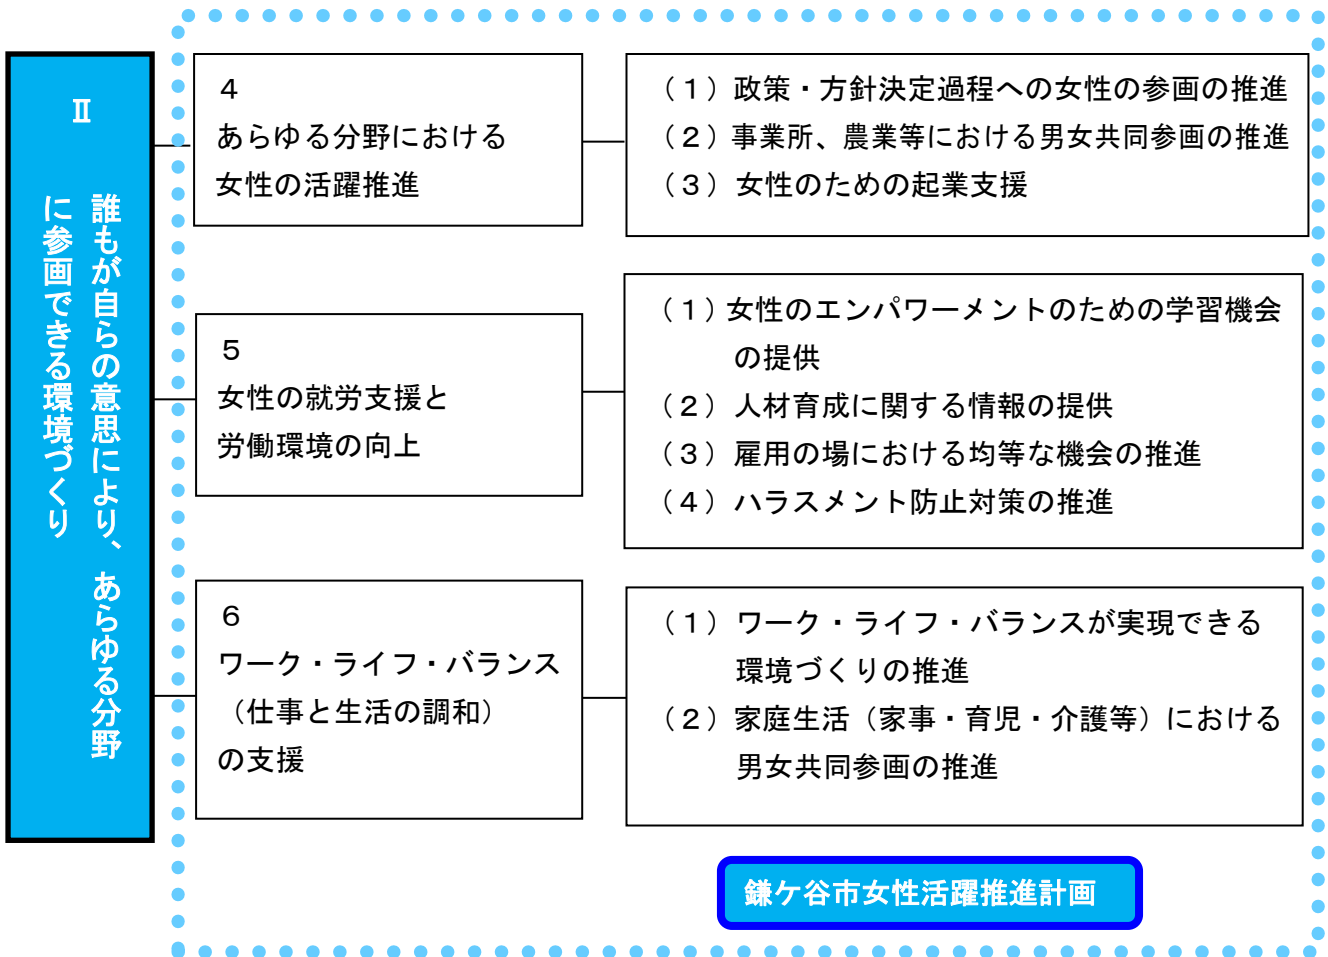 Ⅱ
誰もが自らの意思により、あらゆる分野
に参画できる環境づくり
４
あらゆる分野における
女性の活躍推進
（１）政策・方針決定過程への女性の参画の推進
（２）事業所、農業等における男女共同参画の推進
（３）女性のための起業支援
５
女性の就労支援と
労働環境の向上
（１）女性のエンパワーメントのための学習機会
の提供
（２）人材育成に関する情報の提供
（３）雇用の場における均等な機会の推進
（４）ハラスメント防止対策の推進
６
ワーク・ライフ・バランス
（仕事と生活の調和）
の支援
（１）ワーク・ライフ・バランスが実現できる
環境づくりの推進
（２）家庭生活（家事・育児・介護等）における
男女共同参画の推進
鎌ケ谷市女性活躍推進計画